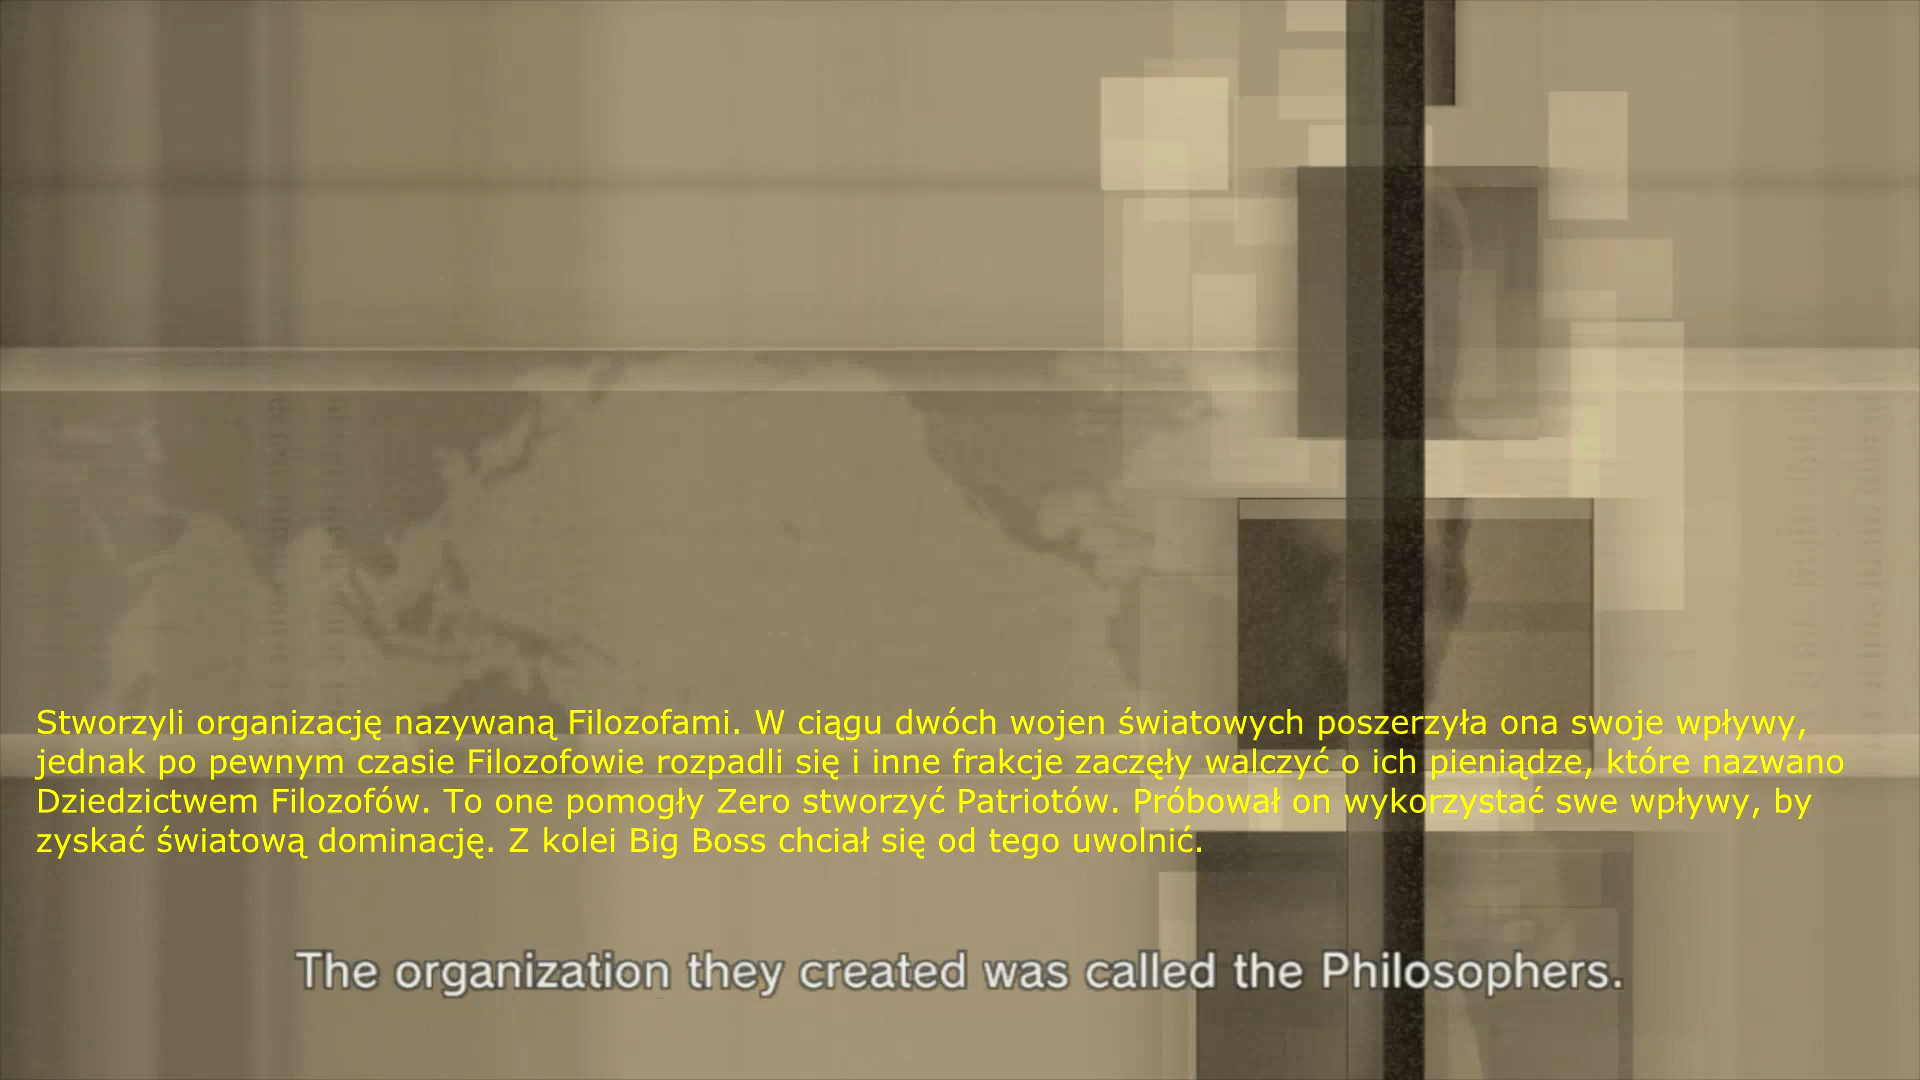 Stworzyli organizację nazywaną Filozofami. W ciągu dwóch wojen światowych poszerzyła ona swoje wpływy,
jednak po pewnym czasie Filozofowie rozpadli się i inne frakcje zaczęły walczyć o ich pieniądze, które nazwano
Dziedzictwem Filozofów. To one pomogły Zero stworzyć Patriotów. Próbował on wykorzystać swe wpływy, by
zyskać światową dominację. Z kolei Big Boss chciał się od tego uwolnić.
The organization they created was called the Philosophers.